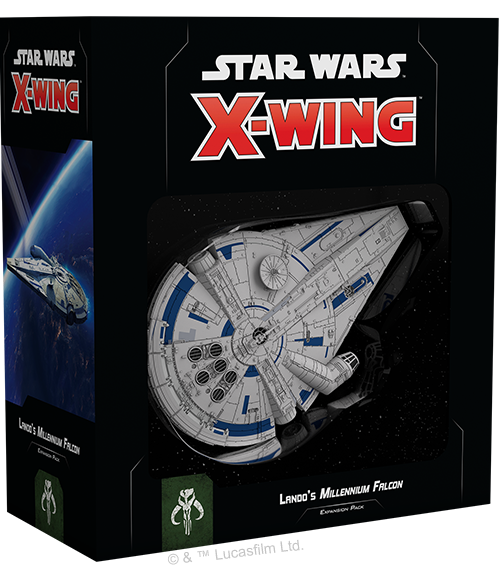 STAR WARS
X-WING
LANDO'S MILLENNIUM FALCON
EXPANSION PACK
STAR WARS
X-WING
LANDO'S MILLENNIUM FALCON
EXPANSION PACK
© & ™ Lucasfilm Ltd.